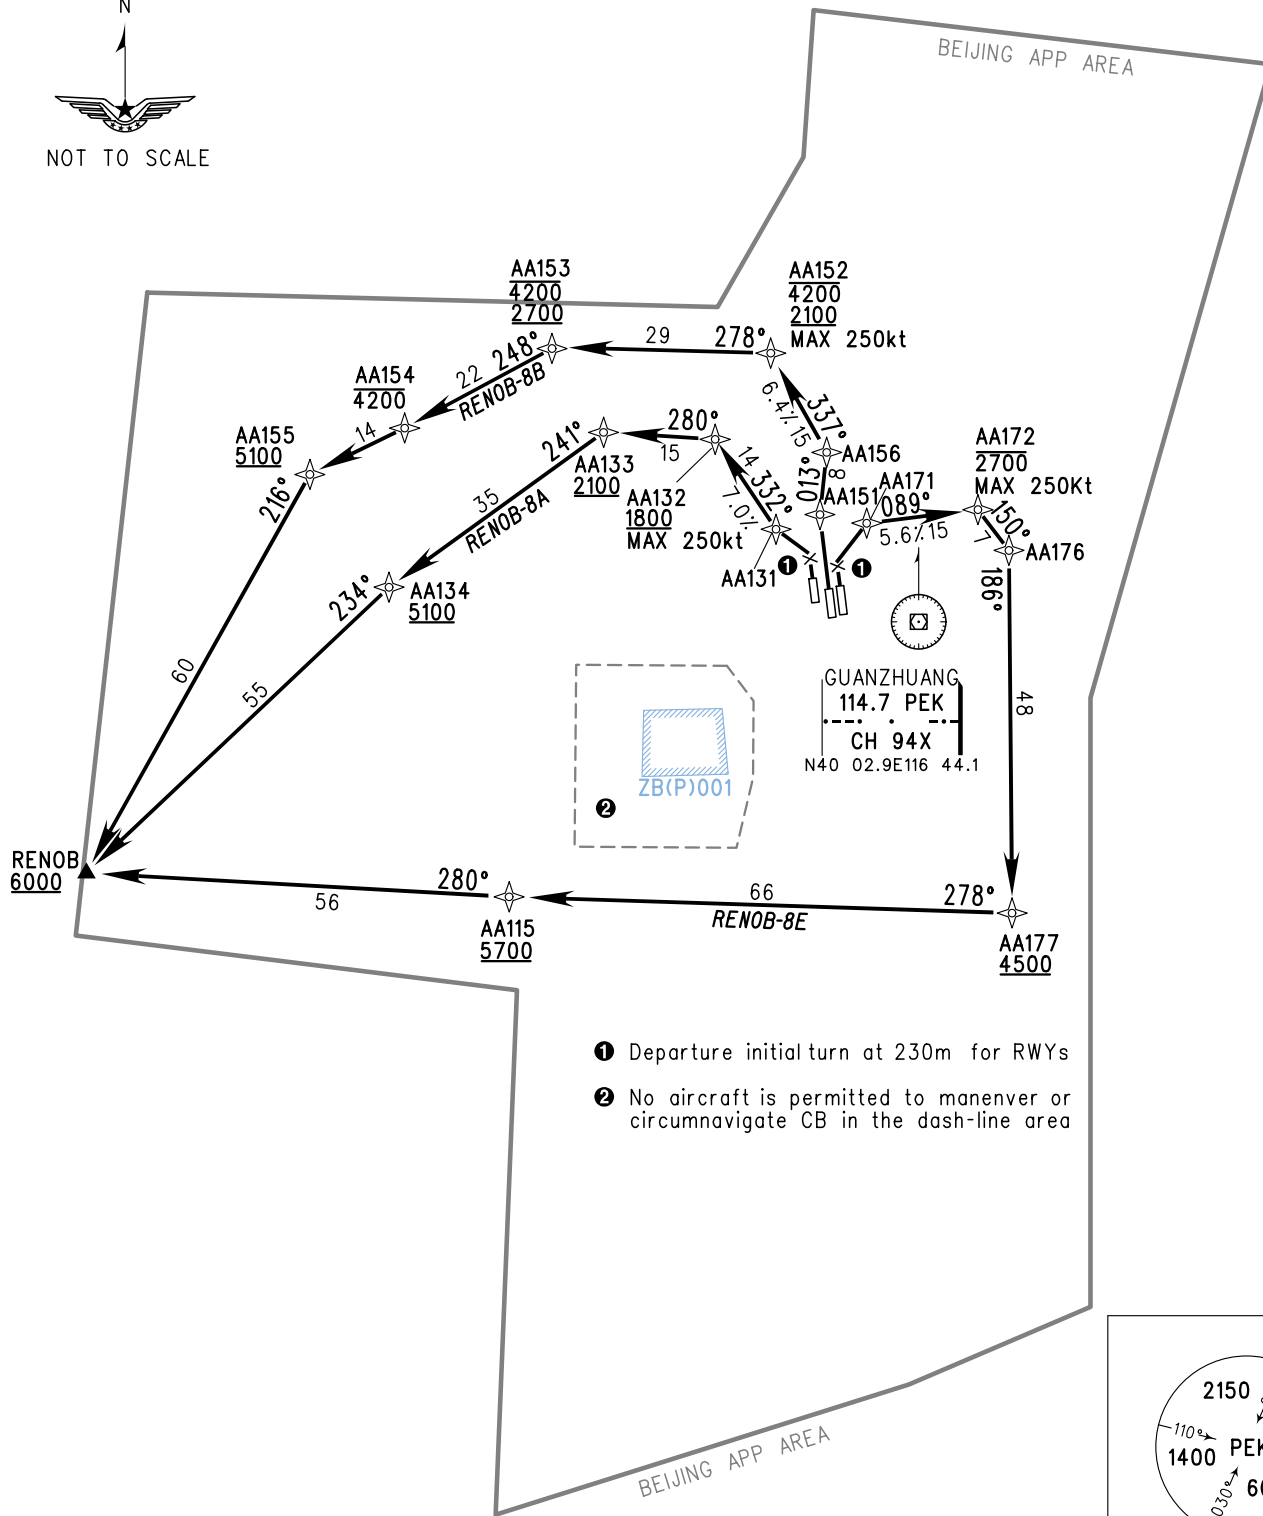 N
NOT TO SCALE
BEIJING APP AREA
AA153
4200
2700
AA152
4200
2100
MAX 250kt
29
278°
248°
22
RENOB-8B
AA154
4200
14
AA155
5100
216°
6.4% 15
337°
AA156
013°
8
AA151
280°
15
241°
AA133
2100
AA132
1800
MAX 250kt
14
332°
7.0%
AA131
35
RENOB-8A
AA172
2700
MAX 250Kt
AA171
089°
5.6% 15
150°
7
AA176
186°
❶
❶
234°
AA134
5100
60
55
48
GUANZHUANG
114.7 PEK
CH 94X
N40 02.9E116 44.1
ZB(P)001
❷
RENOB
6000
56
280°
AA115
5700
66
RENOB-8E
278°
AA177
4500
❶ Departure initial turn at 230m for RWYs
❷ No aircraft is permitted to manenver or
circumnavigate CB in the dash-line area
BEIJING APP AREA
2150
110°
1400
PEK
030°